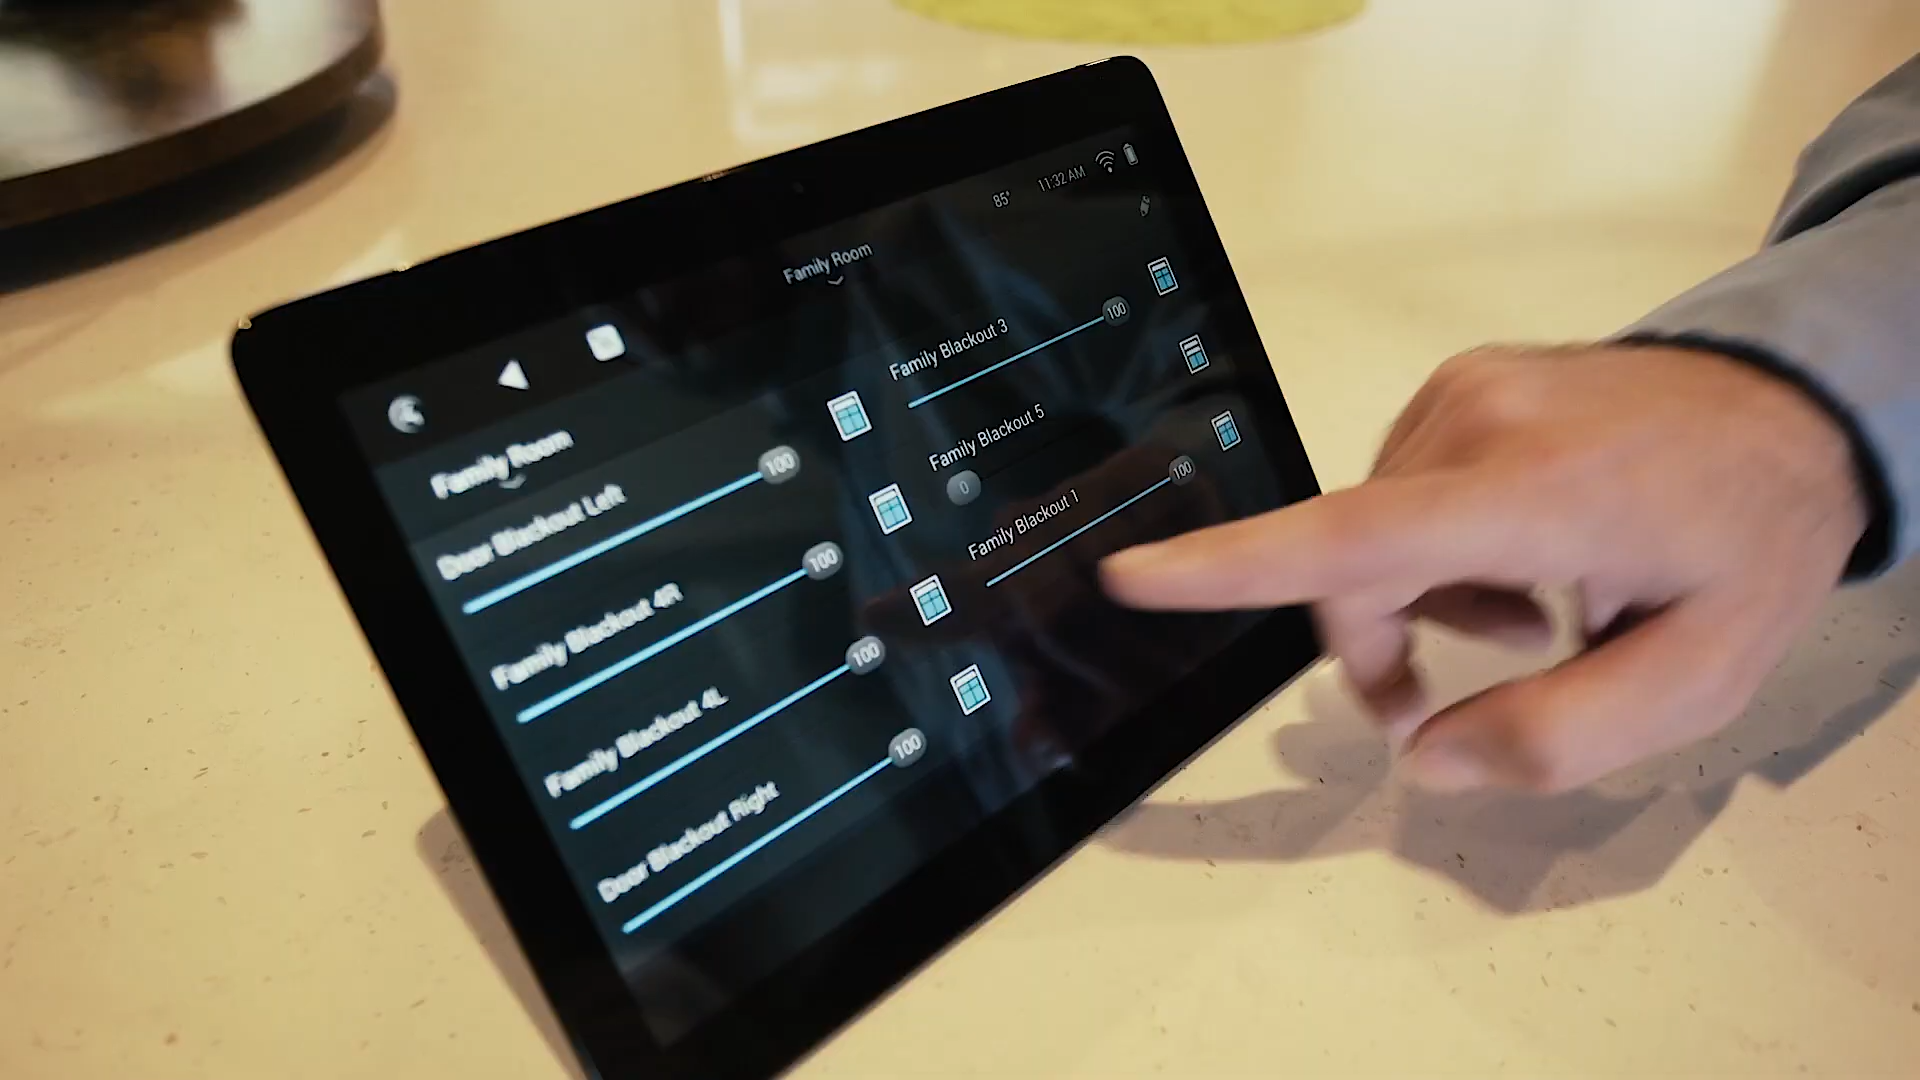 85° 11:32 AM
Family Room
Family Room
Door Blackout Left
100
Family Blackout 4R
100
Family Blackout 4L
100
Door Blackout Right
100
Family Blackout 3
100
Family Blackout 5
0
Family Blackout 1
100